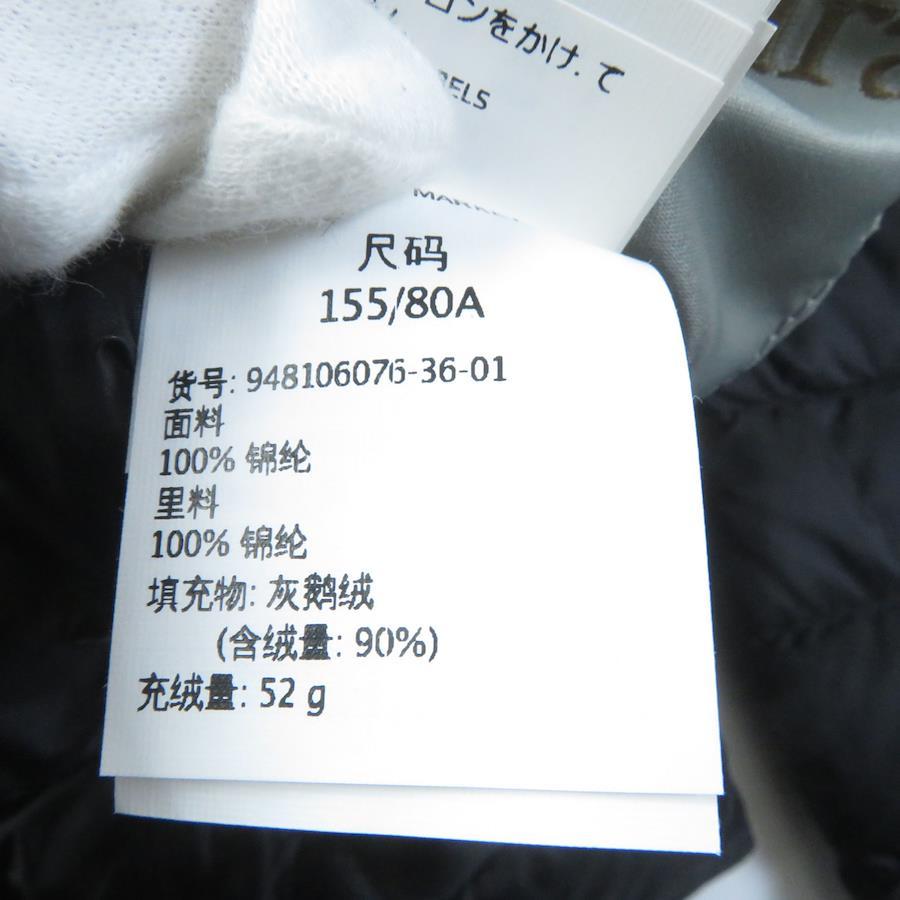 ロンをかけ.て
MARK
尺码
155/80A
货号: 948106076-36-01
面料
100% 锦纶
里料
100% 锦纶
填充物: 灰鹅绒
(含绒量: 90%)
充绒量: 52 g